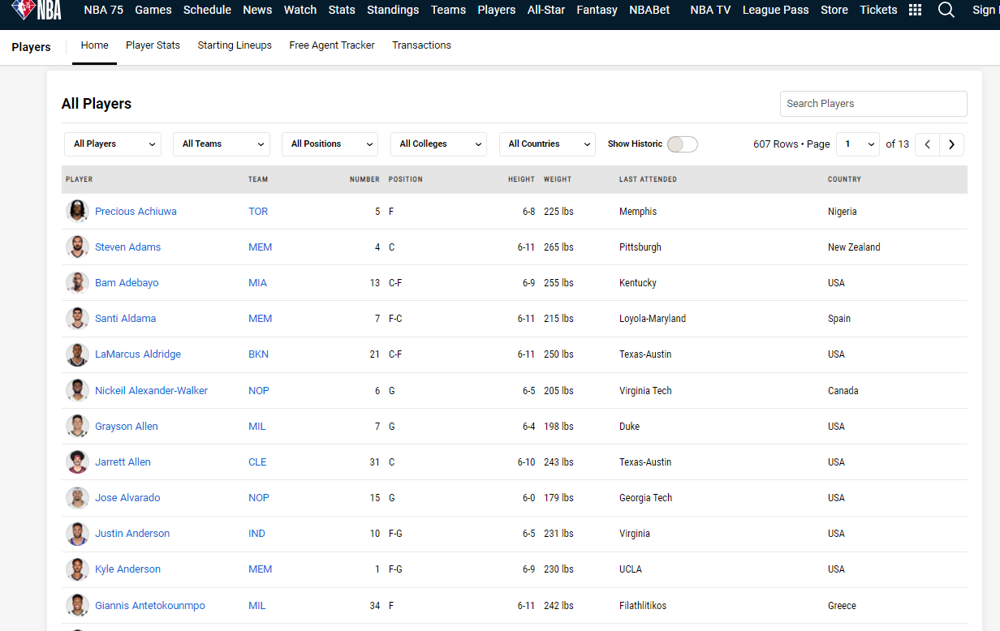 NBA NBA 75 Games Schedule News Watch Stats Standings Teams Players All-Star Fantasy NBABet NBA TV League Pass Store Tickets Sign
Players Home Player Stats Starting Lineups Free Agent Tracker Transactions
All Players Search Players
All Players All Teams All Positions All Colleges All Countries Show Historic 607 Rows • Page 1 of 13
PLAYER TEAM NUMBER POSITION HEIGHT WEIGHT LAST ATTENDED COUNTRY
Precious Achiuwa TOR 5 F 6-8 225 lbs Memphis Nigeria
Steven Adams MEM 4 C 6-11 265 lbs Pittsburgh New Zealand
Bam Adebayo MIA 13 C-F 6-9 255 lbs Kentucky USA
Santi Aldama MEM 7 F-C 6-11 215 lbs Loyola-Maryland Spain
LaMarcus Aldridge BKN 21 C-F 6-11 250 lbs Texas-Austin USA
Nickeil Alexander-Walker NOP 6 G 6-5 205 lbs Virginia Tech Canada
Grayson Allen MIL 7 G 6-4 198 lbs Duke USA
Jarrett Allen CLE 31 C 6-10 243 lbs Texas-Austin USA
Jose Alvarado NOP 15 G 6-0 179 lbs Georgia Tech USA
Justin Anderson IND 10 F-G 6-5 231 lbs Virginia USA
Kyle Anderson MEM 1 F-G 6-9 230 lbs UCLA USA
Giannis Antetokounmpo MIL 34 F 6-11 242 lbs Filathlitikos Greece